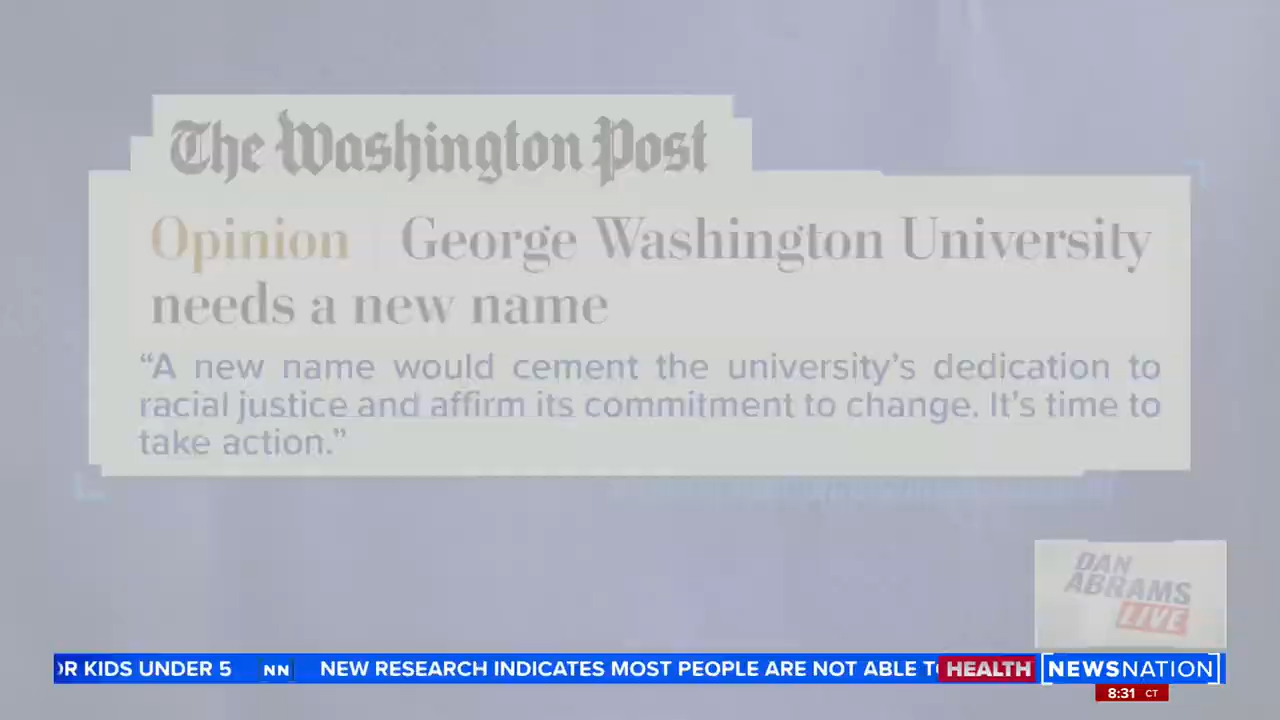 The Washington Post
Opinion George Washington University
needs a new name
“A new name would cement the university’s dedication to
racial justice and affirm its commitment to change. It’s time to
take action.”
DAN
ABRAMS
LIVE
OR KIDS UNDER 5 NN NEW RESEARCH INDICATES MOST PEOPLE ARE NOT ABLE TO HEALTH NEWSNATION
8:31 CT